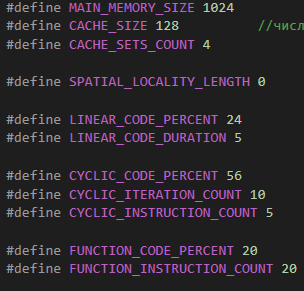 #define MAIN_MEMORY_SIZE 1024
#define CACHE_SIZE 128 //числ
#define CACHE_SETS_COUNT 4
#define SPATIAL_LOCALITY_LENGTH 0
#define LINEAR_CODE_PERCENT 24
#define LINEAR_CODE_DURATION 5
#define CYCLIC_CODE_PERCENT 56
#define CYCLIC_ITERATION_COUNT 10
#define CYCLIC_INSTRUCTION_COUNT 5
#define FUNCTION_CODE_PERCENT 20
#define FUNCTION_INSTRUCTION_COUNT 20